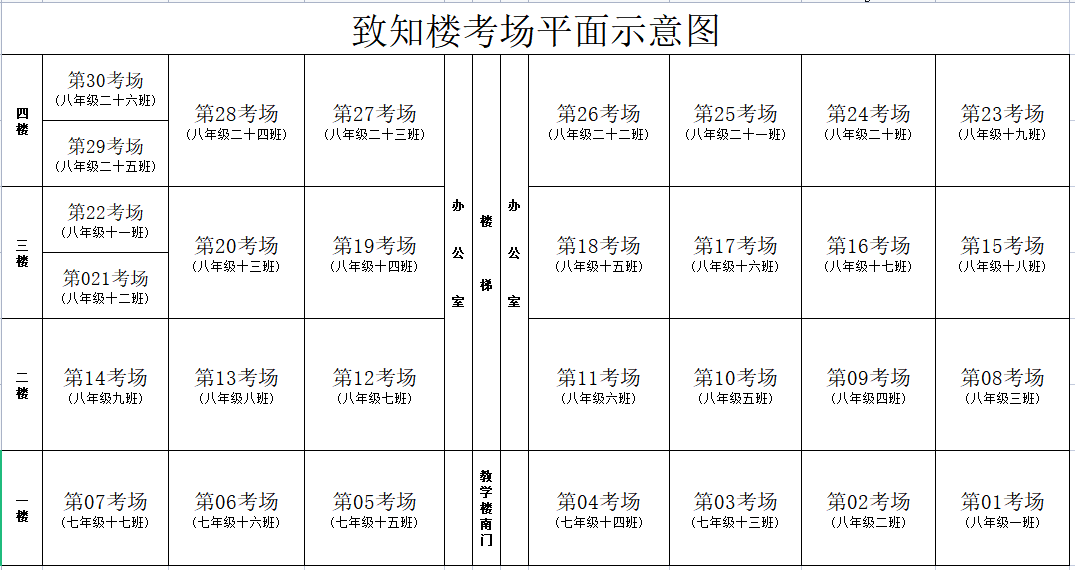 致知楼考场平面示意图
四楼
第30考场
(八年级二十六班)
第29考场
(八年级二十五班)
第28考场
(八年级二十四班)
第27考场
(八年级二十三班)
第26考场
(八年级二十二班)
第25考场
(八年级二十一班)
第24考场
(八年级二十班)
第23考场
(八年级十九班)
办公室
楼梯
办公室
三楼
第22考场
(八年级十一班)
第021考场
(八年级十二班)
第20考场
(八年级十三班)
第19考场
(八年级十四班)
第18考场
(八年级十五班)
第17考场
(八年级十六班)
第16考场
(八年级十七班)
第15考场
(八年级十八班)
二楼
第14考场
(八年级九班)
第13考场
(八年级八班)
第12考场
(八年级七班)
第11考场
(八年级六班)
第10考场
(八年级五班)
第09考场
(八年级四班)
第08考场
(八年级三班)
一楼
第07考场
(七年级十七班)
第06考场
(七年级十六班)
第05考场
(七年级十五班)
教学楼南门
第04考场
(七年级十四班)
第03考场
(七年级十三班)
第02考场
(八年级二班)
第01考场
(八年级一班)